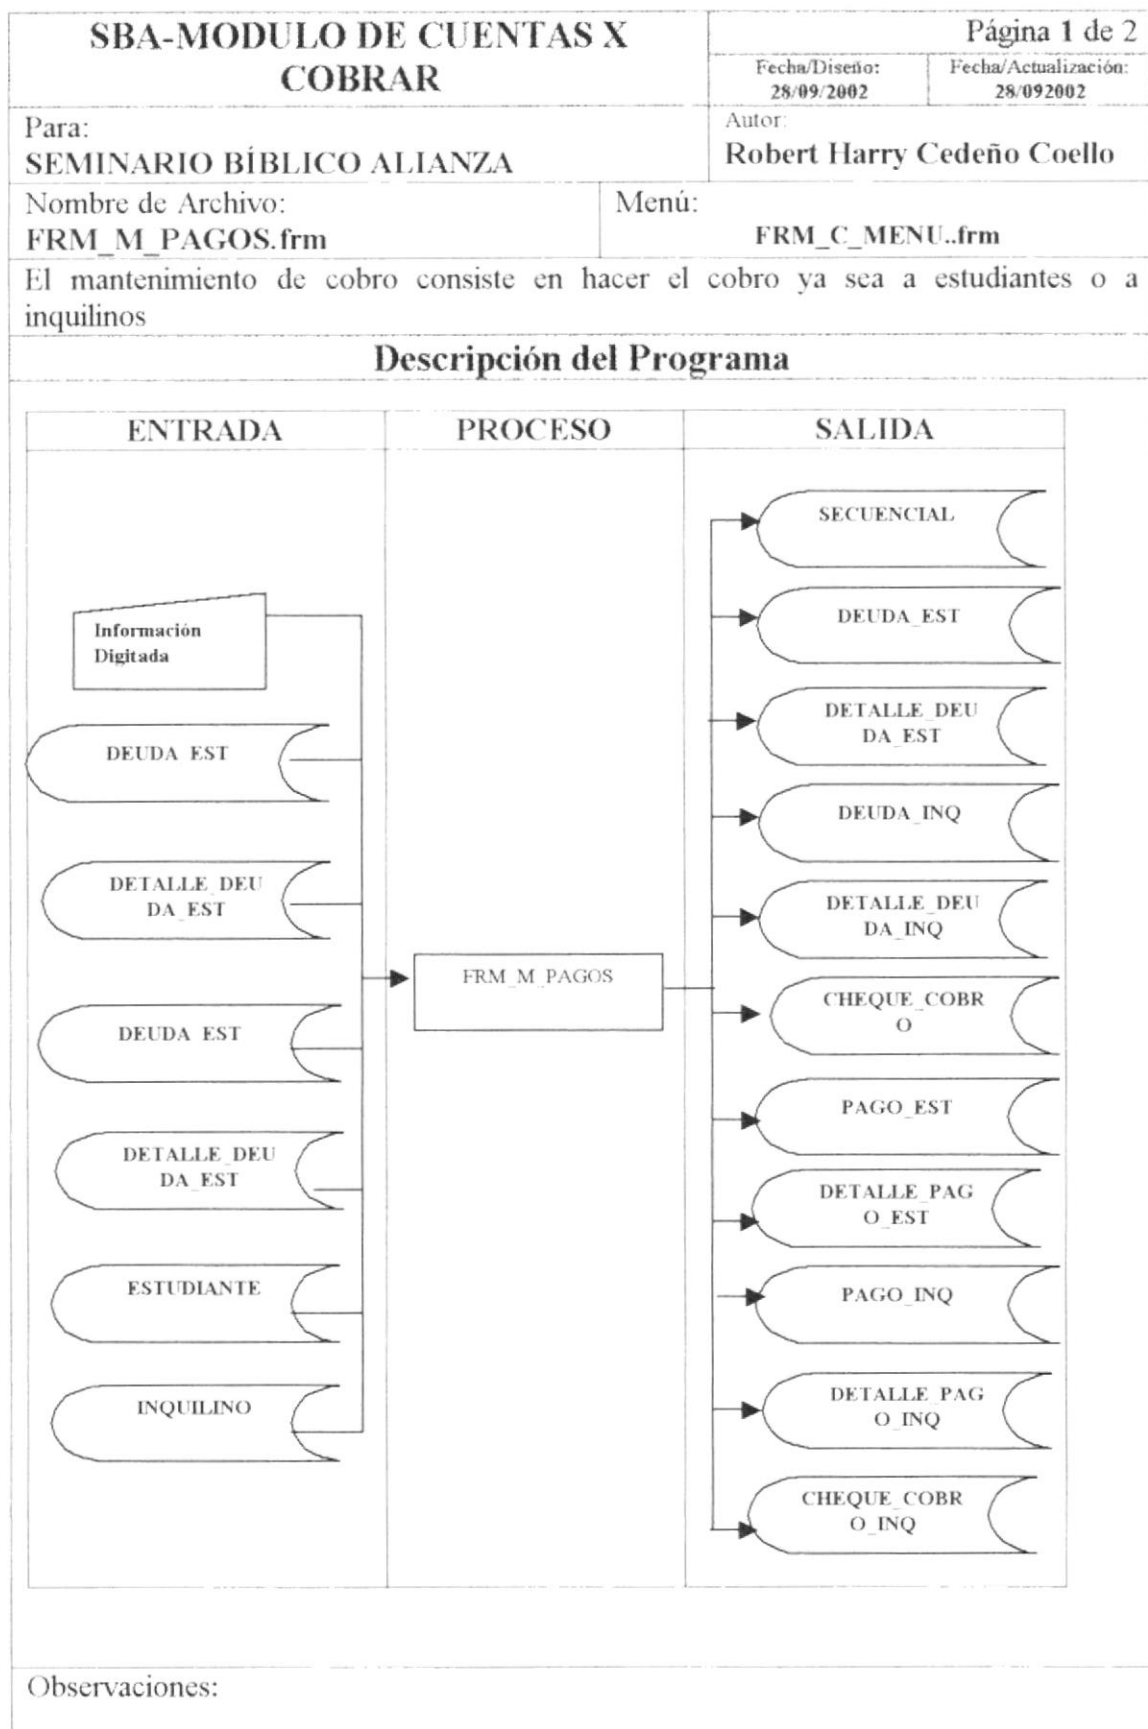 SBA-MODULO DE CUENTAS X
COBRAR
Página 1 de 2
Fecha/Diseño:
28/09/2002
Fecha/Actualización:
28/092002
Para:
SEMINARIO BÍBLICO ALIANZA
Autor:
Robert Harry Cedeño Coello
Nombre de Archivo:
FRM_M_PAGOS.frm
Menú:
FRM_C_MENU..frm
El mantenimiento de cobro consiste en hacer el cobro ya sea a estudiantes o a
inquilinos
Descripción del Programa
ENTRADA
PROCESO
SALIDA
Información
Digitada
DEUDA_EST
DETALLE_DEU
DA_EST
DEUDA_EST
DETALLE_DEU
DA_EST
ESTUDIANTE
INQUILINO
FRM_M_PAGOS
SECUENCIAL
DEUDA_EST
DETALLE_DEU
DA_EST
DEUDA_INQ
DETALLE_DEU
DA_INQ
CHEQUE_COBR
O
PAGO_EST
DETALLE_PAG
O_EST
PAGO_INQ
DETALLE_PAG
O_INQ
CHEQUE_COBR
O_INQ
Observaciones: